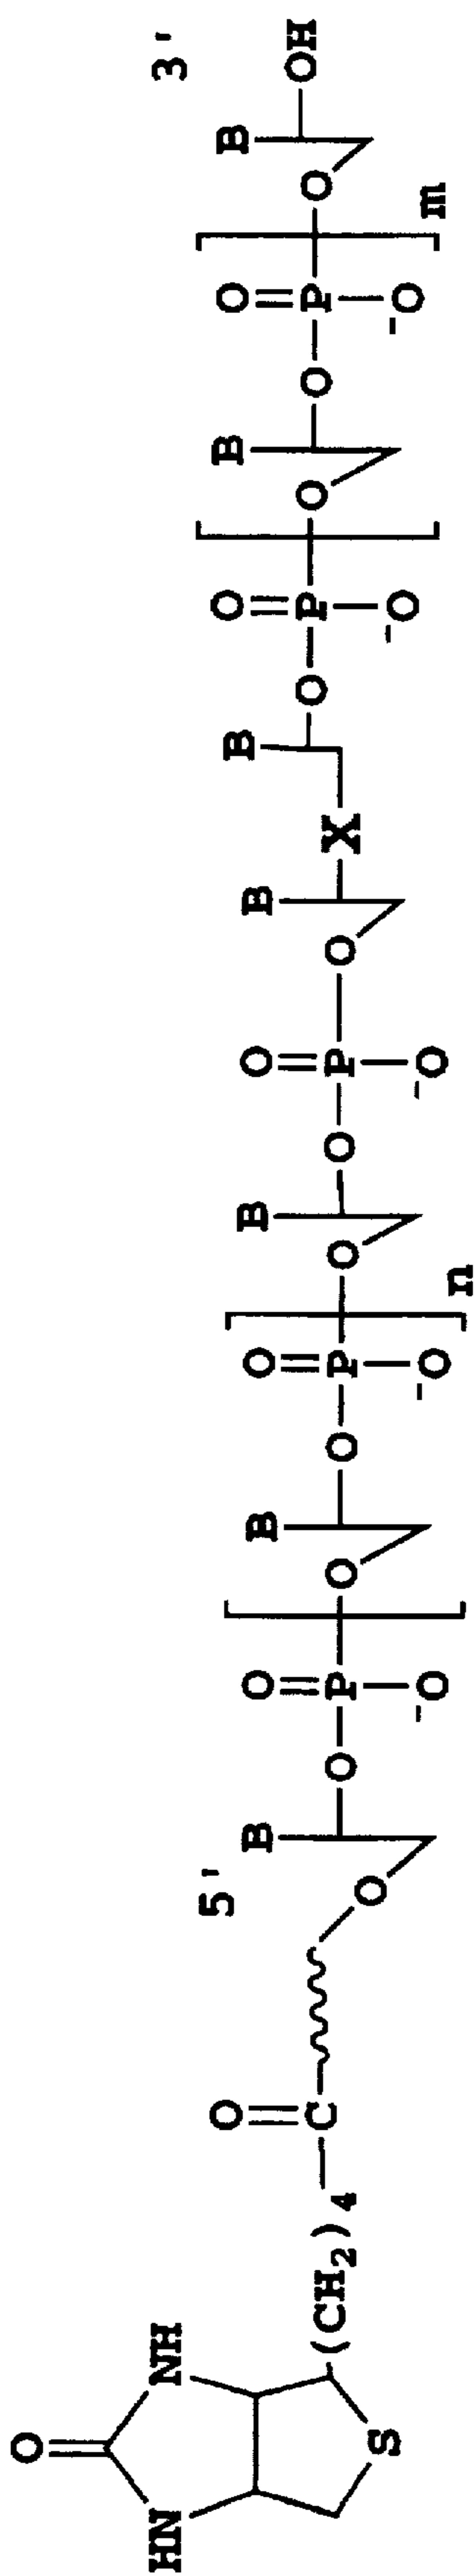 O
HN NH 3'
O 5' B O B O B O B B O B O B
(CH2)4 C O O P O O P O O P O X O P O O P O OH
S -O -O -O -O -O
n m